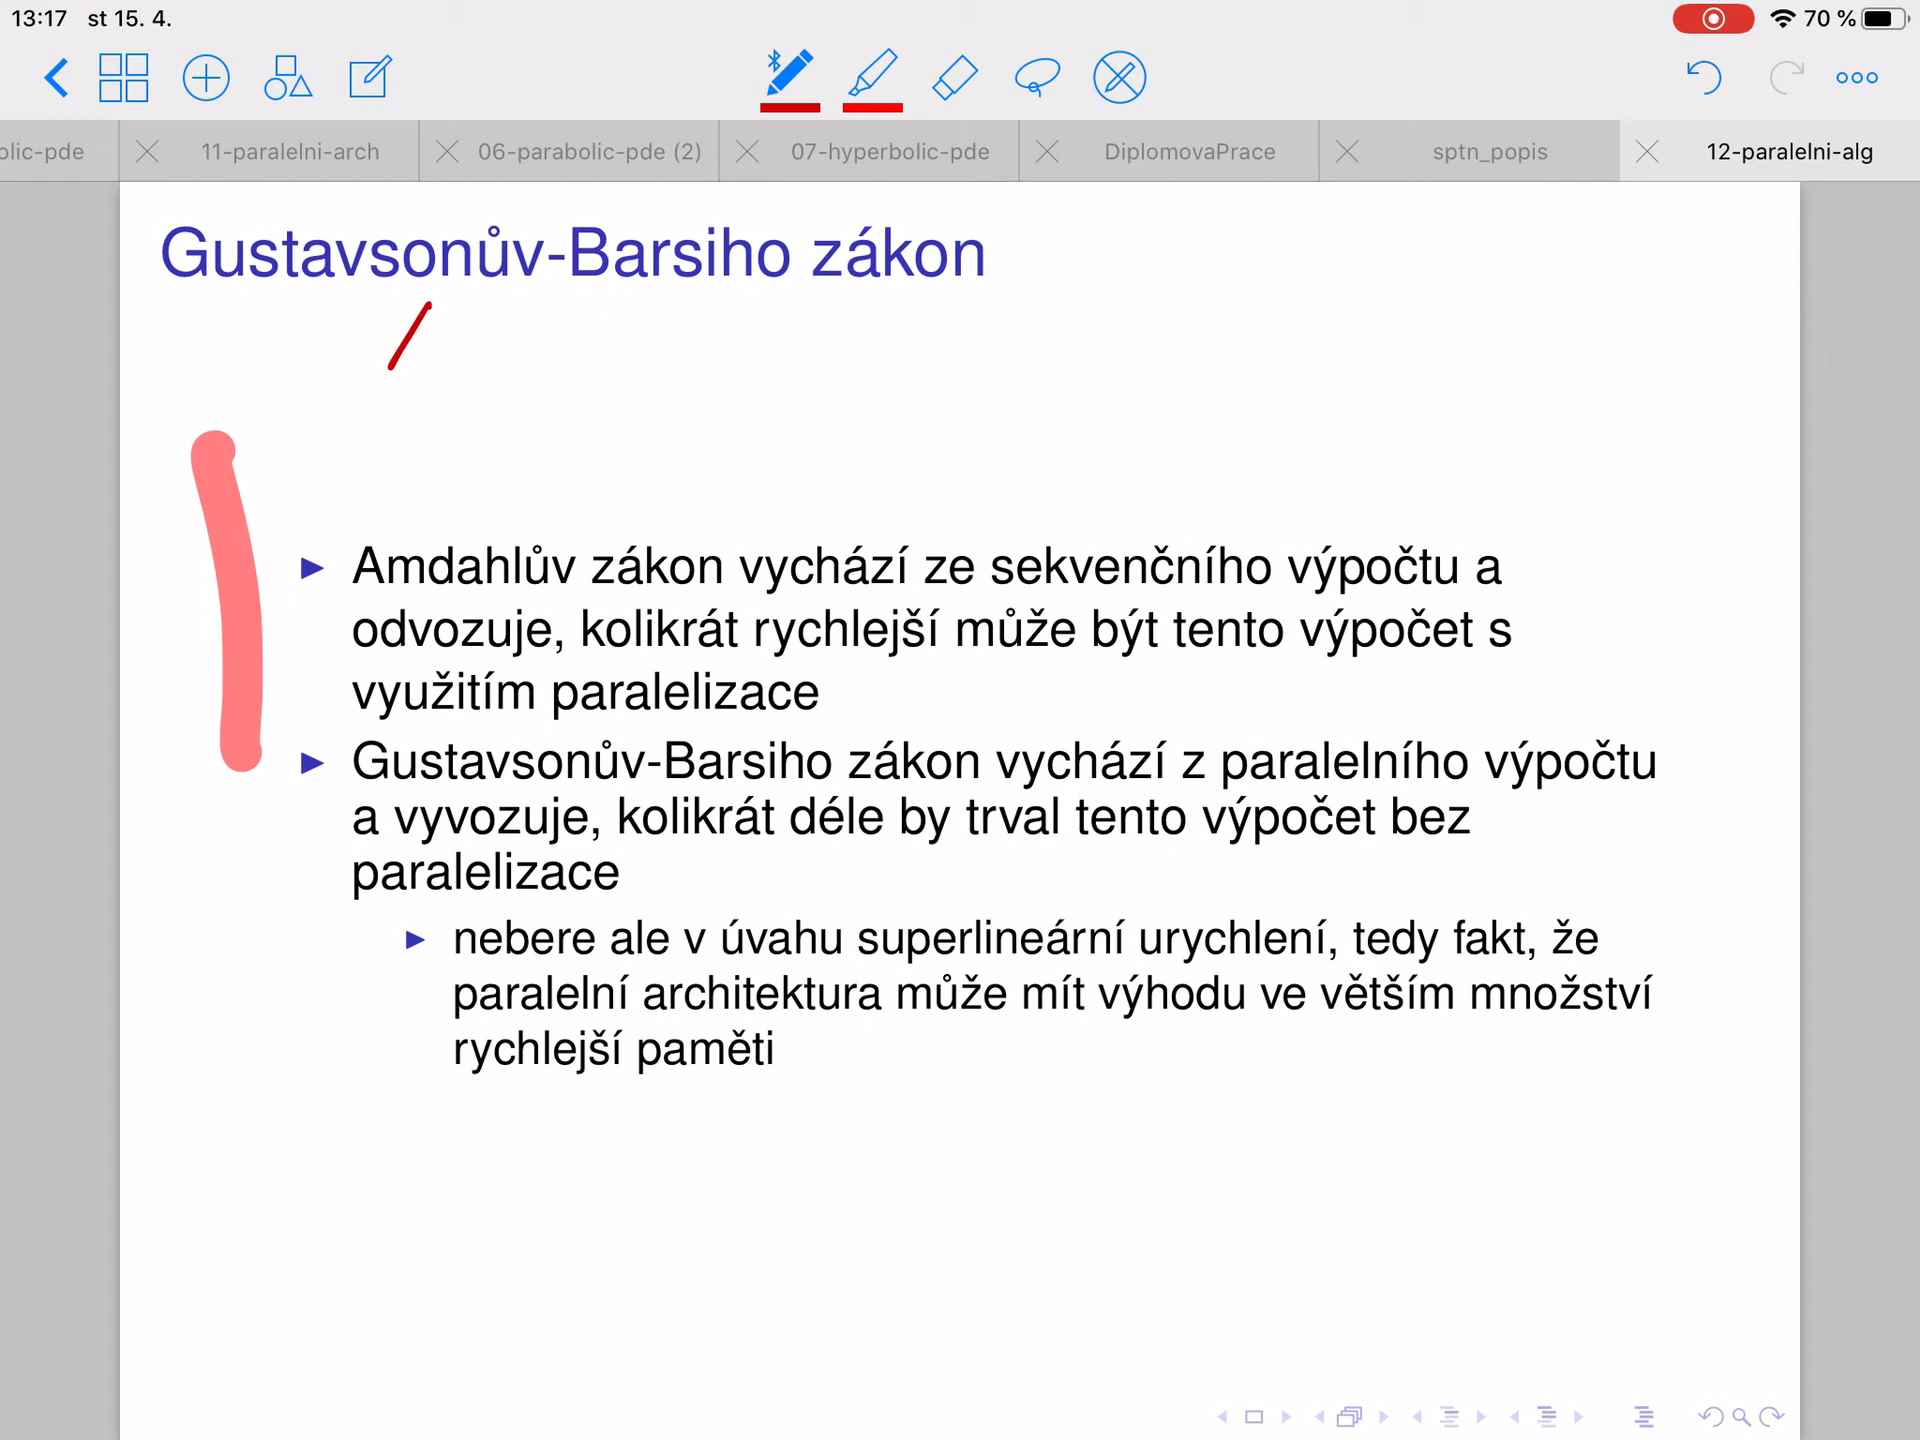 13:17 st 15. 4.
70 %
olic-pde
11-paralelni-arch
06-parabolic-pde (2)
07-hyperbolic-pde
DiplomovaPrace
sptn_popis
12-paralelni-alg
Gustavsonův-Barsiho zákon
Amdahlův zákon vychází ze sekvenčního výpočtu a
odvozuje, kolikrát rychlejší může být tento výpočet s
využitím paralelizace
Gustavsonův-Barsiho zákon vychází z paralelního výpočtu
a vyvozuje, kolikrát déle by trval tento výpočet bez
paralelizace
nebere ale v úvahu superlineární urychlení, tedy fakt, že
paralelní architektura může mít výhodu ve větším množství
rychlejší paměti